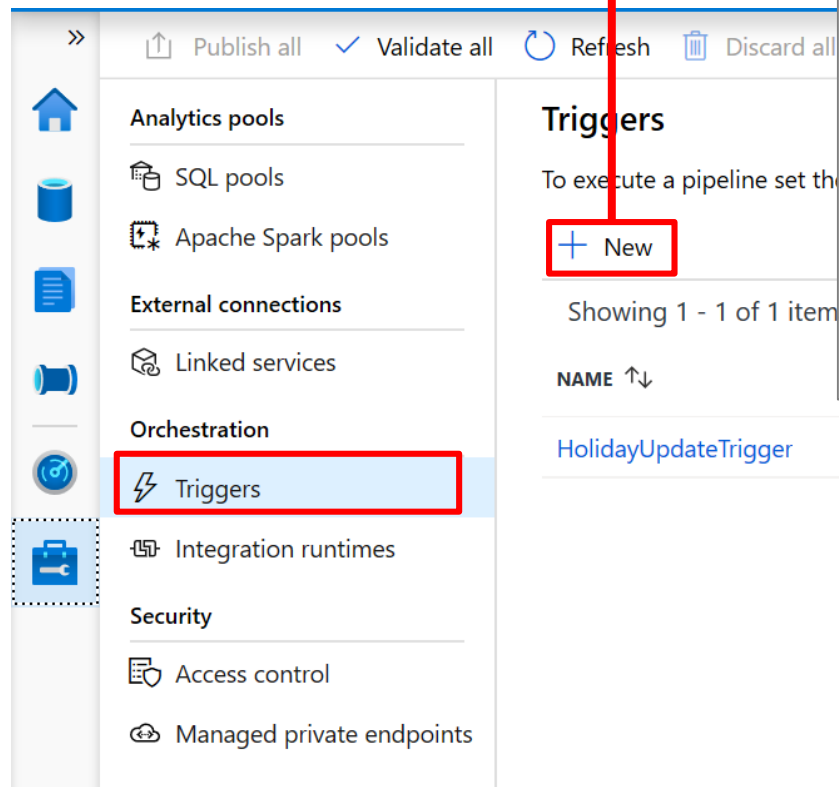 »
Publish all Validate all Refresh Discard all
Analytics pools
SQL pools
Apache Spark pools
External connections
Linked services
Orchestration
Triggers
Integration runtimes
Security
Access control
Managed private endpoints
Triggers
To execute a pipeline set the
+ New
Showing 1 - 1 of 1 item
NAME ↑↓
HolidayUpdateTrigger